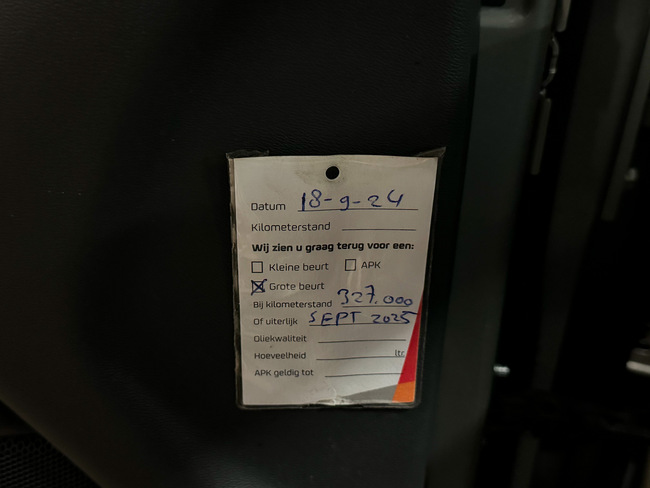 Datum 18-9-24
Kilometerstand
Wij zien u graag terug voor een:
Kleine beurt APK
Grote beurt
Bij kilometerstand 327.000
Of uiterlijk SEPT 2025
Oliekwaliteit
Hoeveelheid ltr.
APK geldig tot